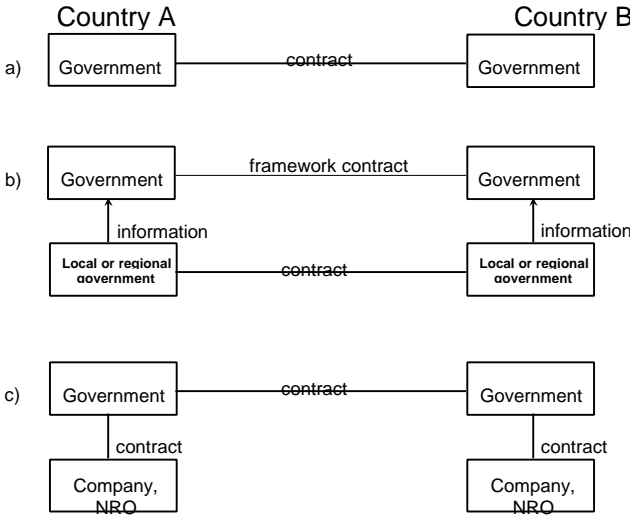 Country A Country B
a) Government contract Government
b) Government framework contract Government
information information
Local or regional government contract Local or regional government
c) Government contract Government
contract contract
Company, NRO Company, NRO